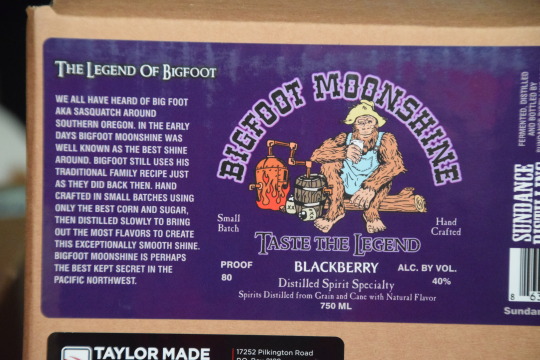 THE LEGEND OF BIGFOOT
WE ALL HAVE HEARD OF BIG FOOT
AKA SASQUATCH AROUND
SOUTHERN OREGON. IN THE EARLY
DAYS BIGFOOT MOONSHINE WAS
WELL KNOWN AS THE BEST SHINE
AROUND. BIGFOOT STILL USES HIS
TRADITIONAL FAMILY RECIPE JUST
AS THEY DID BACK THEN. HAND
CRAFTED IN SMALL BATCHES USING
ONLY THE BEST CORN AND SUGAR,
THEN DISTILLED SLOWLY TO BRING
OUT THE MOST FLAVORS TO CREATE
THIS EXCEPTIONALLY SMOOTH SHINE.
BIGFOOT MOONSHINE IS PERHAPS
THE BEST KEPT SECRET IN THE
PACIFIC NORTHWEST.
BIGFOOT MOONSHINE
Small
Batch
Hand
Crafted
TASTE THE LEGEND
PROOF
80
BLACKBERRY
ALC. BY VOL.
40%
Distilled Spirit Specialty
Spirits Distilled from Grain and Cane with Natural Flavor
750 ML
FERMENTED, DISTILLED
AND BOTTLED BY
SUNDANCE
8
TAYLOR MADE
17252 Pilkington Road